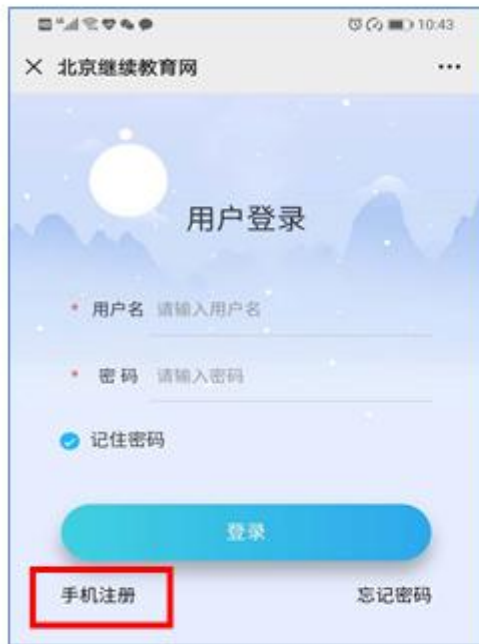 10:43
北京继续教育网
用户登录
* 用户名 请输入用户名
* 密码 请输入密码
记住密码
登录
手机注册 忘记密码